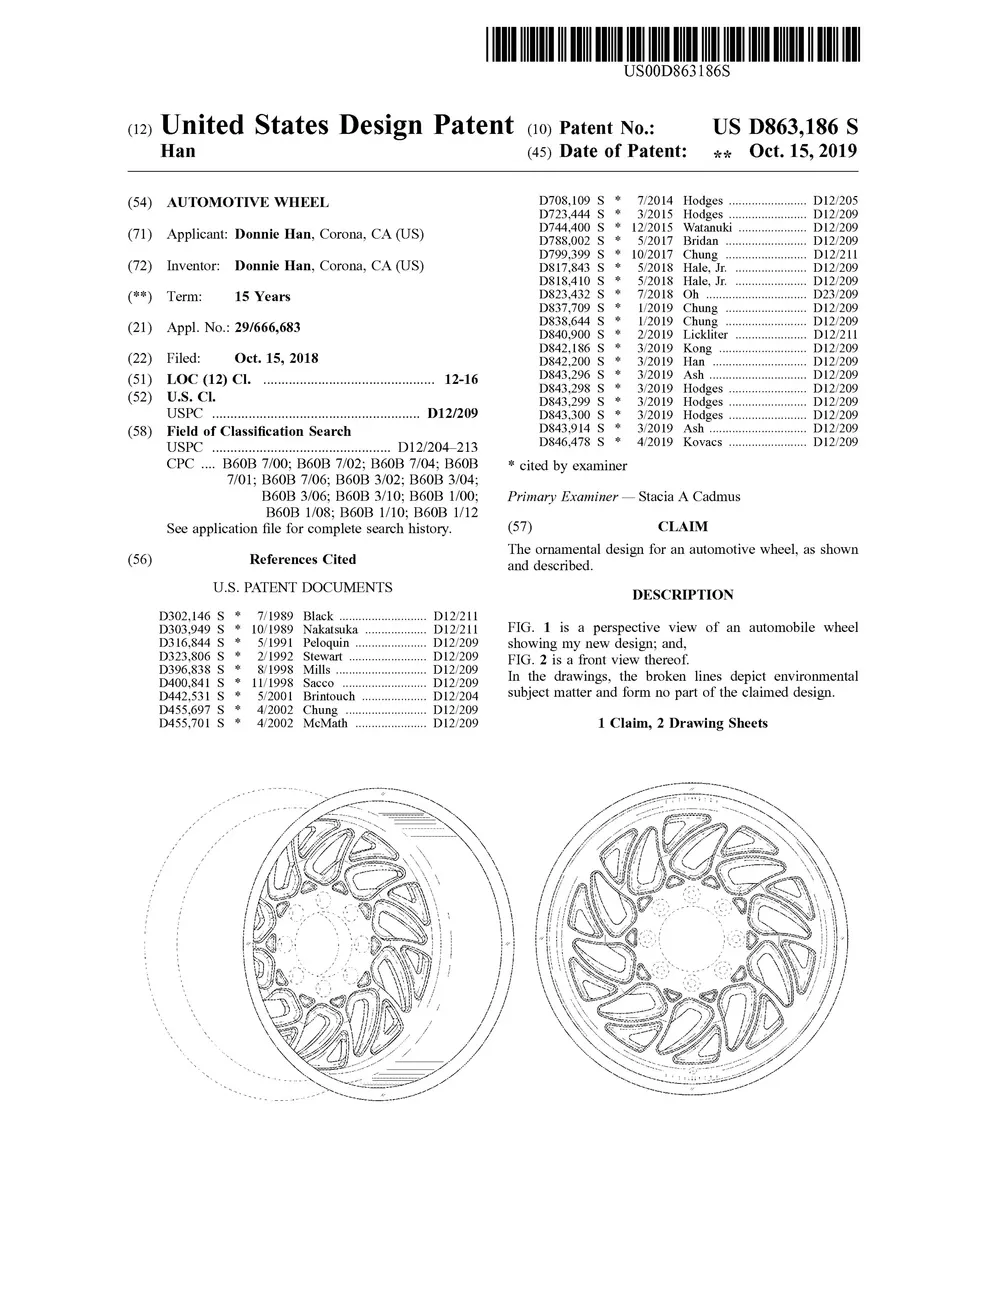 US00D863186S
(12) United States Design Patent
Han
(10) Patent No.: US D863,186 S
(45) Date of Patent: ** Oct. 15, 2019
(54) AUTOMOTIVE WHEEL
(71) Applicant: Donnie Han, Corona, CA (US)
(72) Inventor: Donnie Han, Corona, CA (US)
(**) Term: 15 Years
(21) Appl. No.: 29/666,683
(22) Filed: Oct. 15, 2018
(51) LOC (12) Cl. .............................................. 12-16
(52) U.S. Cl.
USPC ........................................................ D12/209
(58) Field of Classification Search
USPC ................................................ D12/204–213
CPC .... B60B 7/00; B60B 7/02; B60B 7/04; B60B
7/01; B60B 7/06; B60B 3/02; B60B 3/04;
B60B 3/06; B60B 3/10; B60B 1/00;
B60B 1/08; B60B 1/10; B60B 1/12
See application file for complete search history.
(56) References Cited
U.S. PATENT DOCUMENTS
D302,146 S * 7/1989 Black ........................... D12/211
D303,949 S * 10/1989 Nakatsuka ................... D12/211
D316,844 S * 5/1991 Peloquin ...................... D12/209
D323,806 S * 2/1992 Stewart ........................ D12/209
D396,838 S * 8/1998 Mills ............................ D12/209
D400,841 S * 11/1998 Sacco .......................... D12/209
D442,531 S * 5/2001 Brintouch .................... D12/204
D455,697 S * 4/2002 Chung ......................... D12/209
D455,701 S * 4/2002 McMath ...................... D12/209
D708,109 S * 7/2014 Hodges ........................ D12/205
D723,444 S * 3/2015 Hodges ........................ D12/209
D744,400 S * 12/2015 Watanuki ..................... D12/209
D788,002 S * 5/2017 Bridan ......................... D12/209
D799,399 S * 10/2017 Chung ......................... D12/211
D817,843 S * 5/2018 Hale, Jr. ...................... D12/209
D818,410 S * 5/2018 Hale, Jr. ...................... D12/209
D823,432 S * 7/2018 Oh ............................... D23/209
D837,709 S * 1/2019 Chung ......................... D12/209
D838,644 S * 1/2019 Chung ......................... D12/209
D840,900 S * 2/2019 Lickliter ...................... D12/211
D842,186 S * 3/2019 Kong ........................... D12/209
D842,200 S * 3/2019 Han ............................. D12/209
D843,296 S * 3/2019 Ash .............................. D12/209
D843,298 S * 3/2019 Hodges ........................ D12/209
D843,299 S * 3/2019 Hodges ........................ D12/209
D843,300 S * 3/2019 Hodges ........................ D12/209
D843,914 S * 3/2019 Ash .............................. D12/209
D846,478 S * 4/2019 Kovacs ........................ D12/209
* cited by examiner
Primary Examiner — Stacia A Cadmus
(57) CLAIM
The ornamental design for an automotive wheel, as shown
and described.
DESCRIPTION
FIG. 1 is a perspective view of an automobile wheel
showing my new design; and,
FIG. 2 is a front view thereof.
In the drawings, the broken lines depict environmental
subject matter and form no part of the claimed design.
1 Claim, 2 Drawing Sheets